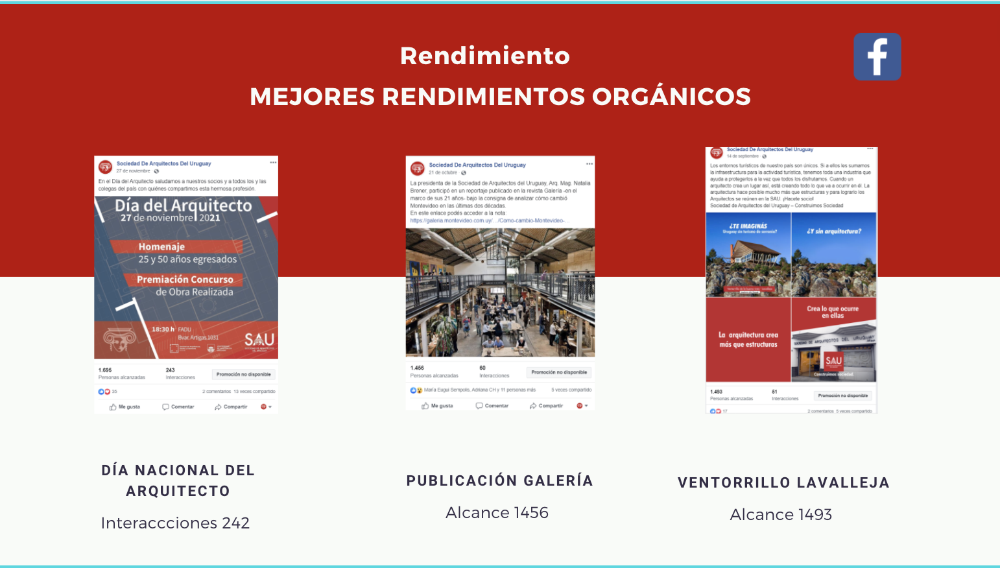 Rendimiento
MEJORES RENDIMIENTOS ORGÁNICOS
Sociedad De Arquitectos Del Uruguay
27 de noviembre
En el Día del Arquitecto saludamos a nuestros socios y a todos los y las
colegas del país con quiénes compartimos esta hermosa profesión.
Día del Arquitecto
27 de noviembre 2021
Homenaje
25 y 50 años egresados
Premiación Concurso
de Obra Realizada
18:30 h FADU
Bvar. Artigas 1031
SAU
1.695
Personas alcanzadas
243
Interacciones
Promoción no disponible
35
2 comentarios 13 veces compartido
Me gusta Comentar Compartir
Sociedad De Arquitectos Del Uruguay
21 de octubre
La presidenta de la Sociedad de Arquitectos del Uruguay, Arq. Mag. Natalia
Brener, participó en un reportaje publicado en la revista Galería -en el
marco de sus 21 años- bajo la consigna de analizar cómo cambió
Montevideo en las últimas dos décadas.
En este enlace podés acceder a la nota:
https://galeria.montevideo.com.uy/…/Como-cambio-Montevideo-…
1.456
Personas alcanzadas
60
Interacciones
Promoción no disponible
María Eugui Sempolis, Adriana CH y 11 personas más
5 veces compartido
Me gusta Comentar Compartir
Sociedad De Arquitectos Del Uruguay
14 de septiembre
Los entornos turísticos de nuestro país son únicos. Si a ellos les sumamos
la infraestructura para la actividad turística, tenemos toda una industria que
ayuda a protegerlos a la vez que todos los disfrutamos. Cuando un
arquitecto crea un lugar así, está creando todo lo que va a ocurrir en él. La
arquitectura hace posible mucho más que estructuras y para lograrlo los
Arquitectos se reúnen en la SAU. ¡Hacete socio!
Sociedad de Arquitectos del Uruguay – Construimos Sociedad
¿TE IMAGINÁS
Uruguay sin turismo de serranía?
¿Y sin arquitectura?
La arquitectura crea
más que estructuras
Crea lo que ocurre
en ellas
SOCIEDAD DE ARQUITECTOS DEL URUGUAY
SAU
Construimos sociedad
1.493
Personas alcanzadas
51
Interacciones
Promoción no disponible
17
2 comentarios 5 veces compartido
DÍA NACIONAL DEL
ARQUITECTO
Interaccciones 242
PUBLICACIÓN GALERÍA
Alcance 1456
VENTORRILLO LAVALLEJA
Alcance 1493